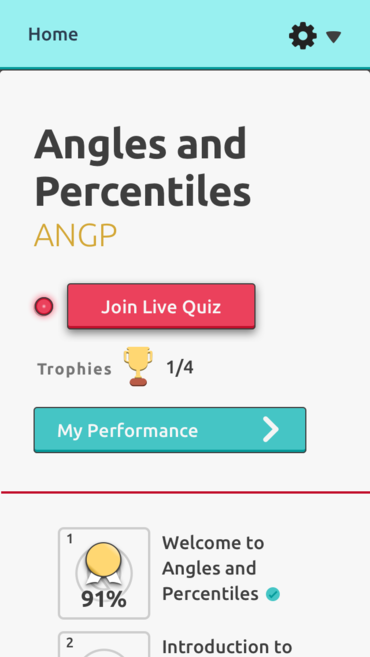 Home
Angles and
Percentiles
ANGP
Join Live Quiz
Trophies 1/4
My Performance
1
91%
Welcome to
Angles and
Percentiles
2
Introduction to